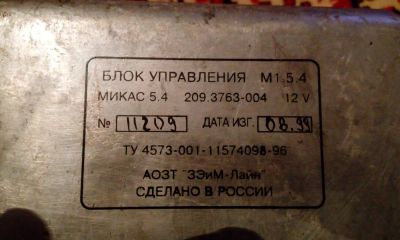 БЛОК УПРАВЛЕНИЯ М1.5.4
МИКАС 5.4 209.3763-004 12 V
№ 11209 ДАТА ИЗГ. 08.99
ТУ 4573-001-11574098-96
АОЗТ "ЗЭиМ-Лайн"
СДЕЛАНО В РОССИИ